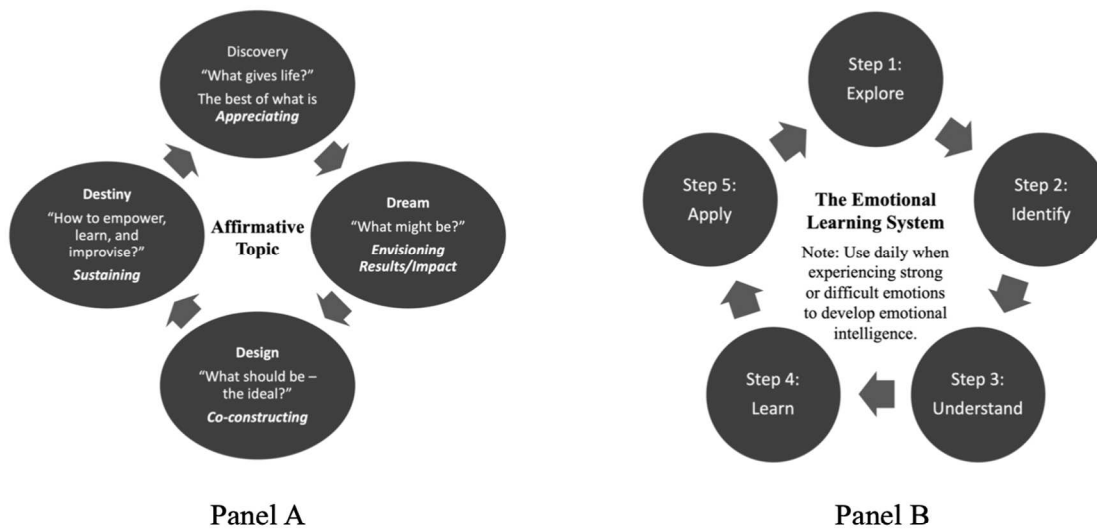 Discovery
“What gives life?”
The best of what is
Appreciating
Destiny
“How to empower,
learn, and
improvise?”
Sustaining
Affirmative
Topic
Dream
“What might be?”
Envisioning
Results/Impact
Design
“What should be –
the ideal?”
Co-constructing
Panel A
Step 1:
Explore
Step 2:
Identify
Step 3:
Understand
Step 4:
Learn
Step 5:
Apply
The Emotional
Learning System
Note: Use daily when
experiencing strong
or difficult emotions
to develop emotional
intelligence.
Panel B